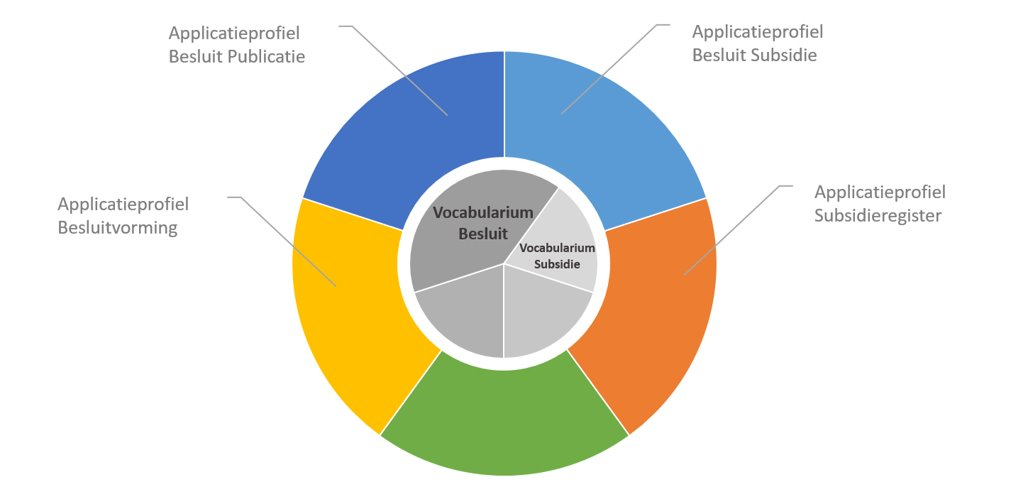 Applicatieprofiel
Besluit Publicatie
Applicatieprofiel
Besluit Subsidie
Applicatieprofiel
Besluitvorming
Applicatieprofiel
Subsidieregister
Vocabularium
Besluit
Vocabularium
Subsidie